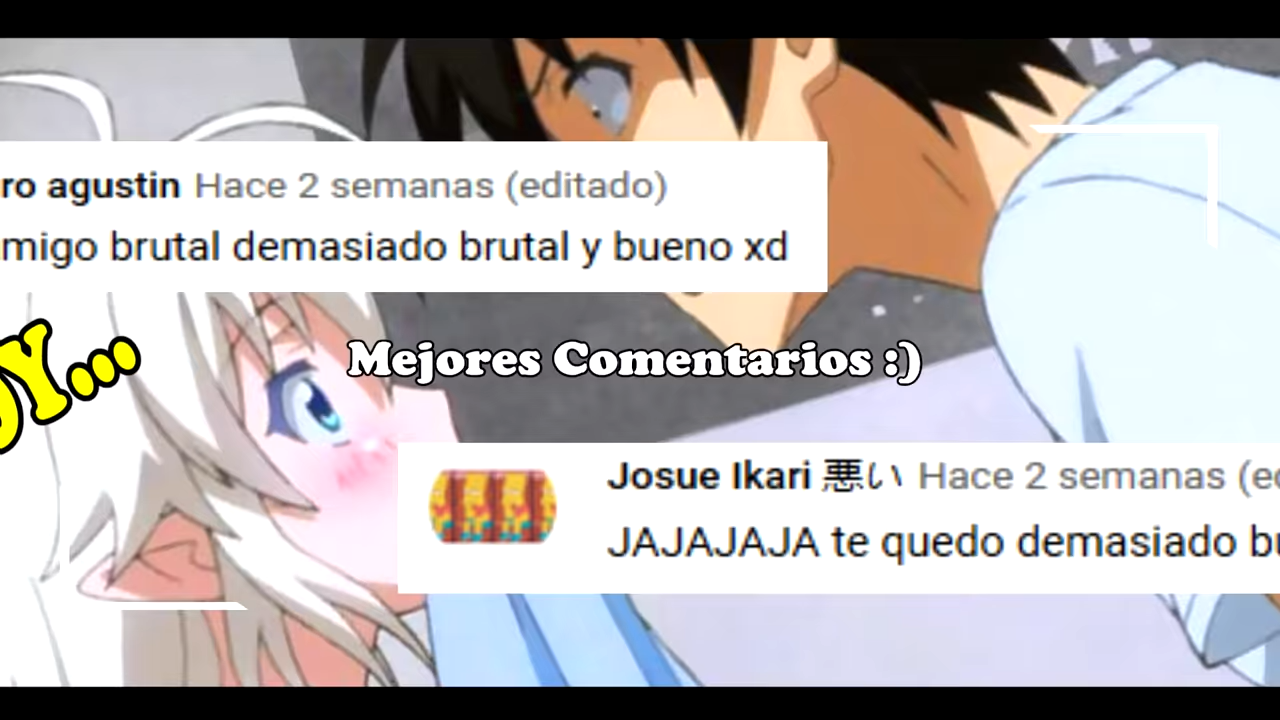 ro agustin Hace 2 semanas (editado)
migo brutal demasiado brutal y bueno xd
Mejores Comentarios :)
Josue Ikari 悪い Hace 2 semanas (e
JAJAJAJA te quedo demasiado b